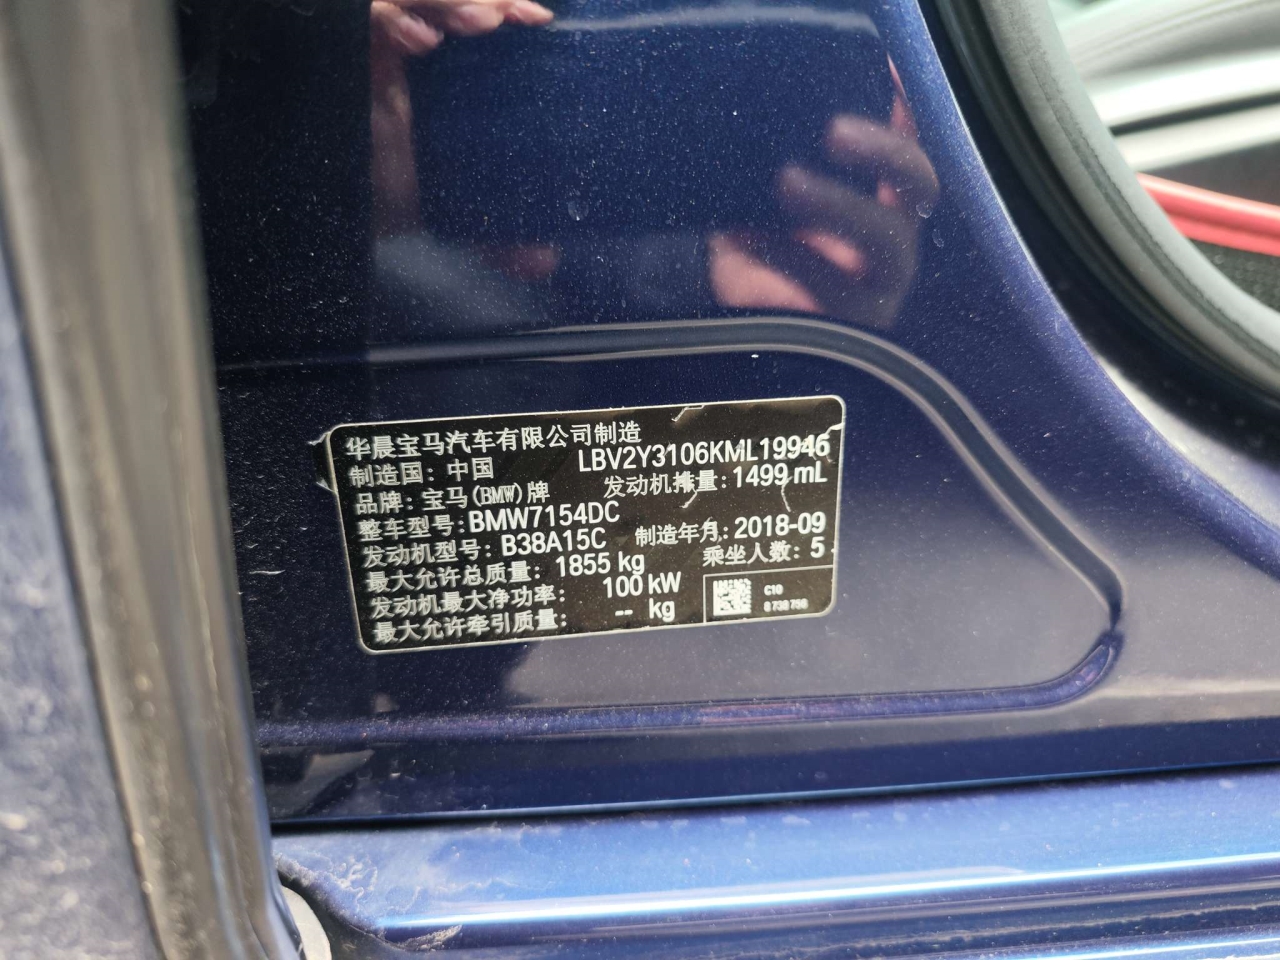 华晨宝马汽车有限公司制造
制造国：中国 LBV2Y3106KML19946
品牌：宝马(BMW)牌 发动机排量：1499 mL
整车型号：BMW7154DC
发动机型号：B38A15C 制造年月：2018-09
最大允许总质量：1855 kg 乘坐人数：5
发动机最大净功率：100 kW
最大允许牵引质量：-- kg
C10
8 738 756